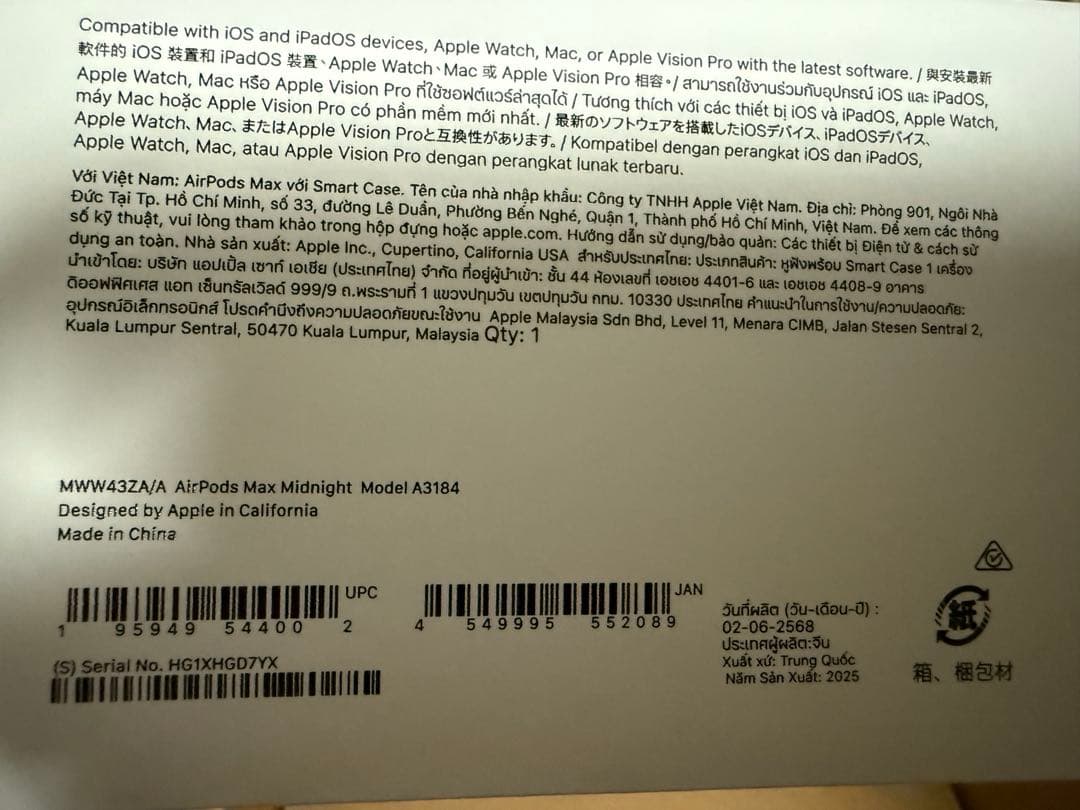 Compatible with iOS and iPadOS devices, Apple Watch, Mac, or Apple Vision Pro with the latest software. / 與安裝最新
軟件的 iOS 裝置和 iPadOS 裝置、Apple Watch、Mac 或 Apple Vision Pro 相容。/ สามารถใช้งานร่วมกับอุปกรณ์ iOS และ iPadOS,
Apple Watch, Mac หรือ Apple Vision Pro ที่ใช้ซอฟต์แวร์ล่าสุดได้ / Tương thích với các thiết bị iOS và iPadOS, Apple Watch,
máy Mac hoặc Apple Vision Pro có phần mềm mới nhất. / 最新のソフトウェアを搭載したiOSデバイス、iPadOSデバイス、
Apple Watch、Mac、またはApple Vision Proと互換性があります。/ Kompatibel dengan perangkat iOS dan iPadOS,
Apple Watch, Mac, atau Apple Vision Pro dengan perangkat lunak terbaru.
Với Việt Nam: AirPods Max với Smart Case. Tên của nhà nhập khẩu: Công ty TNHH Apple Việt Nam. Địa chỉ: Phòng 901, Ngôi Nhà
Đức Tại Tp. Hồ Chí Minh, số 33, đường Lê Duẩn, Phường Bến Nghé, Quận 1, Thành phố Hồ Chí Minh, Việt Nam. Để xem các thông
số kỹ thuật, vui lòng tham khảo trong hộp đựng hoặc apple.com. Hướng dẫn sử dụng/bảo quản: Các thiết bị Điện tử & cách sử
dụng an toàn. Nhà sản xuất: Apple Inc., Cupertino, California USA สำหรับประเทศไทย: ประเภทสินค้า: หูฟังพร้อม Smart Case 1 เครื่อง
นำเข้าโดย: บริษัท แอปเปิ้ล เซาท์ เอเชีย (ประเทศไทย) จำกัด ที่อยู่ผู้นำเข้า: ชั้น 44 ห้องเลขที่ เอชเอช 4401-6 และ เอชเอช 4408-9 อาคาร
ดิออฟฟิศเศส แอท เซ็นทรัลเวิลด์ 999/9 ถ.พระรามที่ 1 แขวงปทุมวัน เขตปทุมวัน กทม. 10330 ประเทศไทย คำแนะนำในการใช้งาน/ความปลอดภัย:
อุปกรณ์อิเล็กทรอนิกส์ โปรดคำนึงถึงความปลอดภัยขณะใช้งาน Apple Malaysia Sdn Bhd, Level 11, Menara CIMB, Jalan Stesen Sentral 2,
Kuala Lumpur Sentral, 50470 Kuala Lumpur, Malaysia Qty: 1
MWW43ZA/A AirPods Max Midnight Model A3184
Designed by Apple in California
Made in China
UPC
1 95949 54400 2
JAN
4 549995 552089
(S) Serial No. HG1XHGD7YX
วันที่ผลิต (วัน-เดือน-ปี) :
02-06-2568
ประเทศผู้ผลิต:จีน
Xuất xứ: Trung Quốc
Năm Sản Xuất: 2025
紙
箱、梱包材